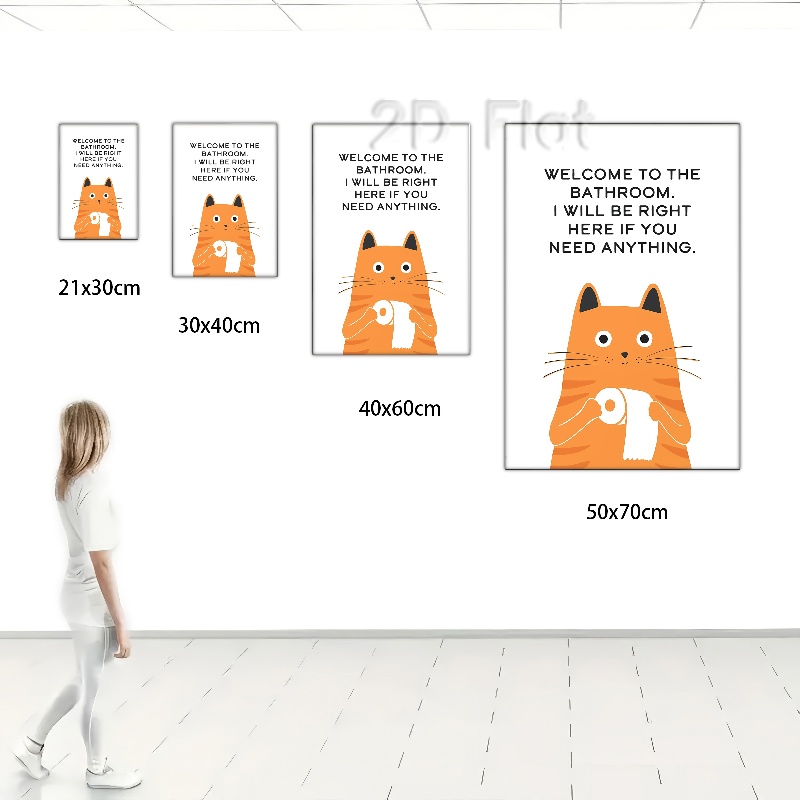 2D Flat
WELCOME TO THE
BATHROOM.
I WILL BE RIGHT
HERE IF YOU
NEED ANYTHING.
21x30cm
WELCOME TO THE
BATHROOM.
I WILL BE RIGHT
HERE IF YOU
NEED ANYTHING.
30x40cm
WELCOME TO THE
BATHROOM.
I WILL BE RIGHT
HERE IF YOU
NEED ANYTHING.
40x60cm
WELCOME TO THE
BATHROOM.
I WILL BE RIGHT
HERE IF YOU
NEED ANYTHING.
50x70cm